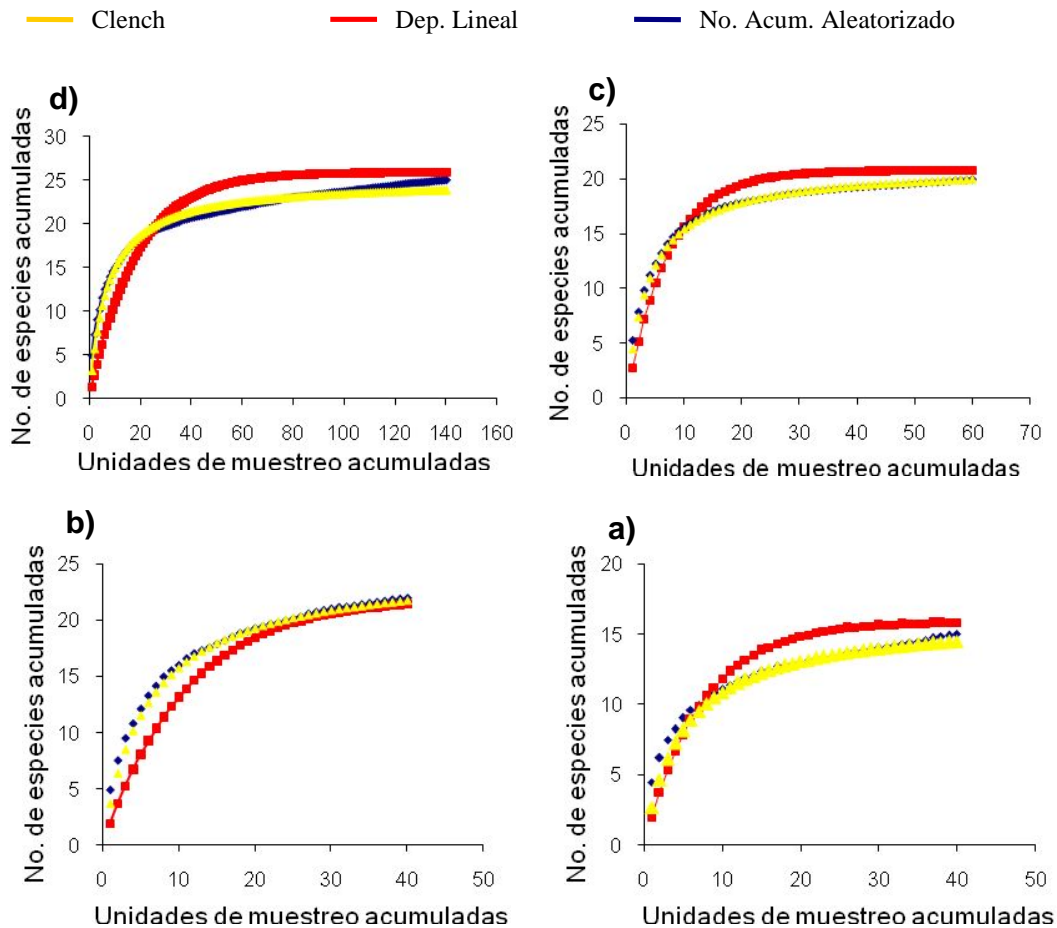 Clench Dep. Lineal No. Acum. Aleatorizado
d)
No. de especies acumuladas
30
25
20
15
10
5
0
0 20 40 60 80 100 120 140 160
Unidades de muestreo acumuladas
c)
No. de especies acumuladas
25
20
15
10
5
0
0 10 20 30 40 50 60 70
Unidades de muestreo acumuladas
b)
No. de especies acumuladas
25
20
15
10
5
0
0 10 20 30 40 50
Unidades de muestreo acumuladas
a)
No. de especies acumuladas
20
15
10
5
0
0 10 20 30 40 50
Unidades de muestreo acumuladas